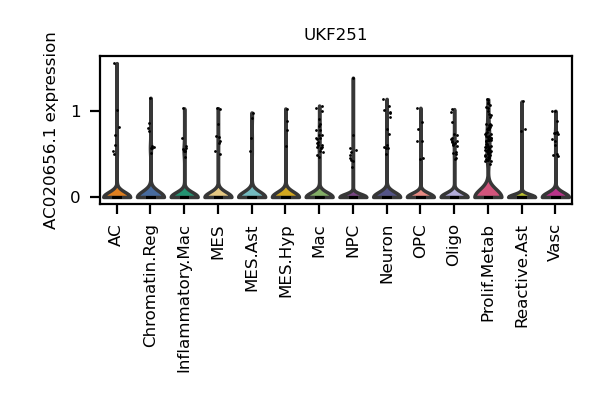 UKF251
AC020656.1 expression
1
0
AC
Chromatin.Reg
Inflammatory.Mac
MES
MES.Ast
MES.Hyp
Mac
NPC
Neuron
OPC
Oligo
Prolif.Metab
Reactive.Ast
Vasc